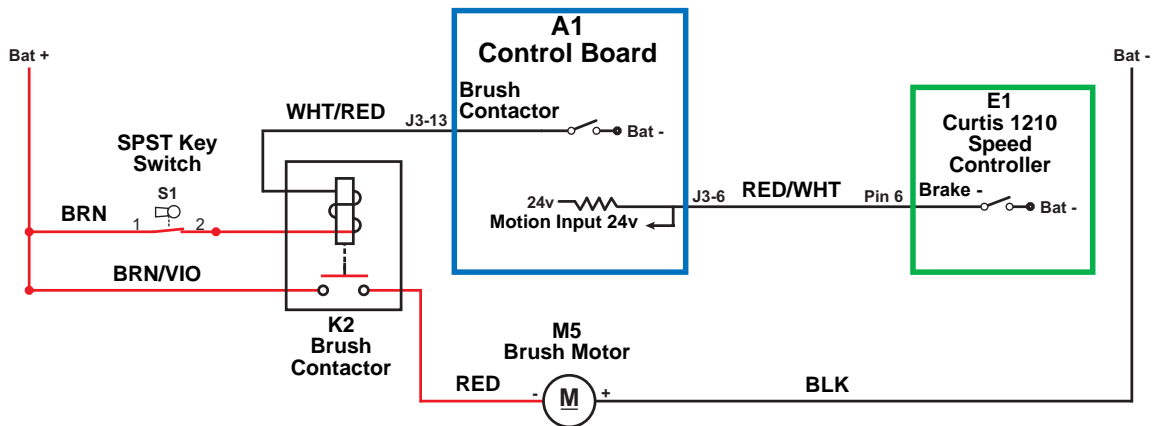 A1
Control Board
Bat +
Bat -
E1
Curtis 1210
Speed
Controller
Brush
Contactor
WHT/RED
J3-13
Bat -
SPST Key
Switch
S1
BRN
1
2
24v
Motion Input 24v
J3-6
RED/WHT
Pin 6
Brake -
Bat -
BRN/VIO
K2
Brush
Contactor
M5
Brush Motor
RED
-
M
+
BLK